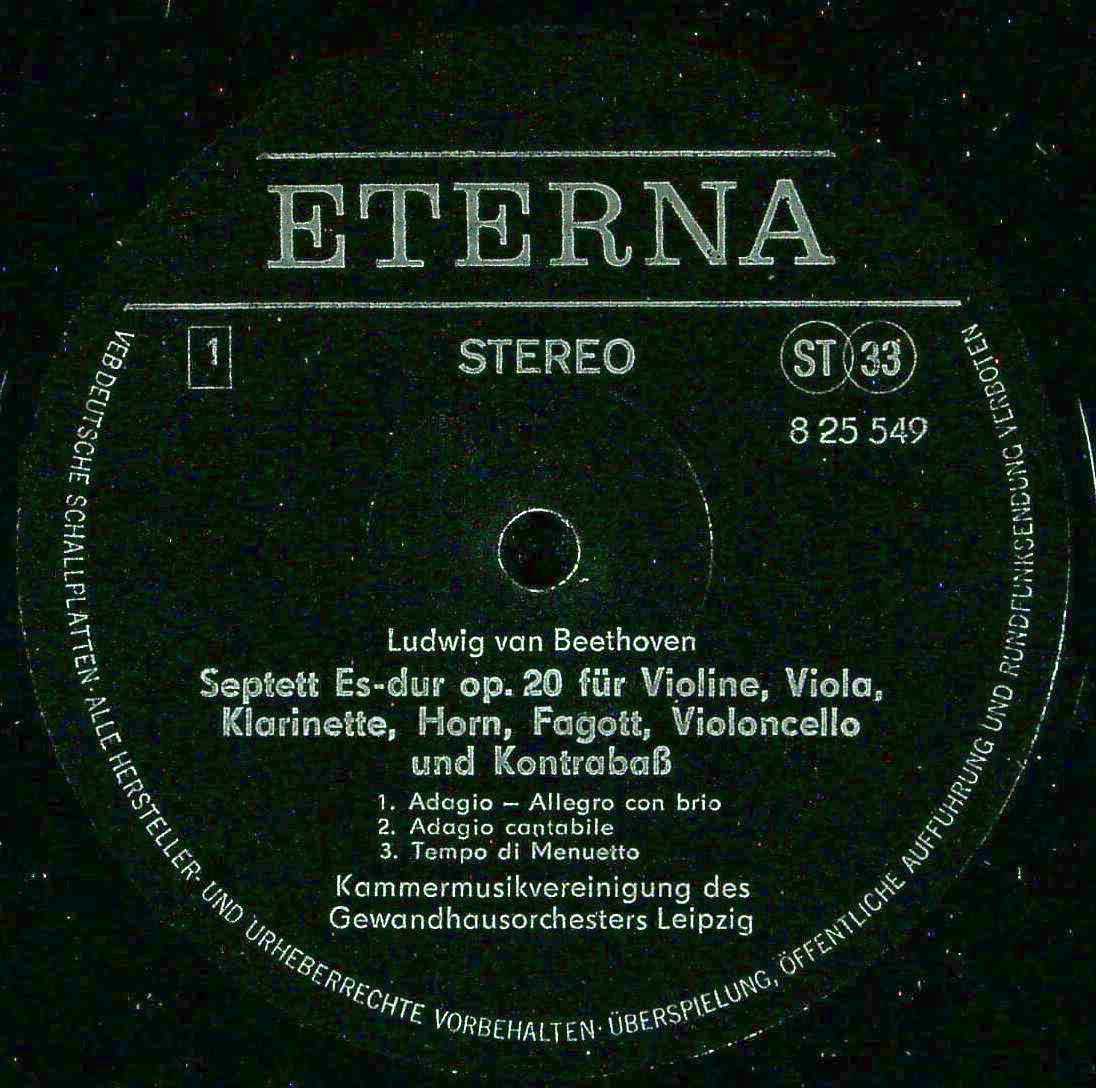 ETERNA
1
STEREO
ST 33
8 25 549
Ludwig van Beethoven
Septett Es-dur op. 20 für Violine, Viola,
Klarinette, Horn, Fagott, Violoncello
und Kontrabaß
1. Adagio – Allegro con brio
2. Adagio cantabile
3. Tempo di Menuetto
Kammermusikvereinigung des
Gewandhausorchesters Leipzig
VEB DEUTSCHE SCHALLPLATTEN · ALLE HERSTELLER- UND URHEBERRECHTE VORBEHALTEN · ÜBERSPIELUNG, ÖFFENTLICHE AUFFÜHRUNG UND RUNDFUNKSENDUNG VERBOTEN